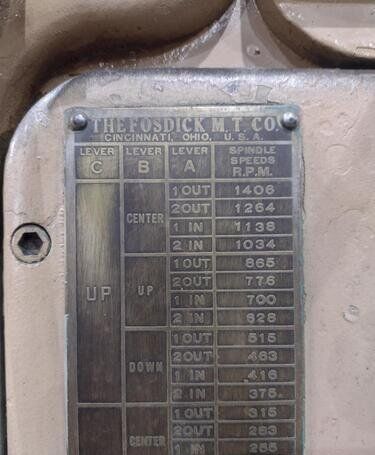 THE FOSDICK M. T. CO.
CINCINNATI, OHIO, U. S. A.
LEVER C LEVER B LEVER A SPINDLE SPEEDS R.P.M.
UP CENTER 1 OUT 1406
2 OUT 1264
1 IN 1138
2 IN 1034
UP 1 OUT 865
2 OUT 776
1 IN 700
2 IN 628
DOWN 1 OUT 515
2 OUT 463
1 IN 416
2 IN 375
CENTER 1 OUT 315
2 OUT 283
1 IN 255